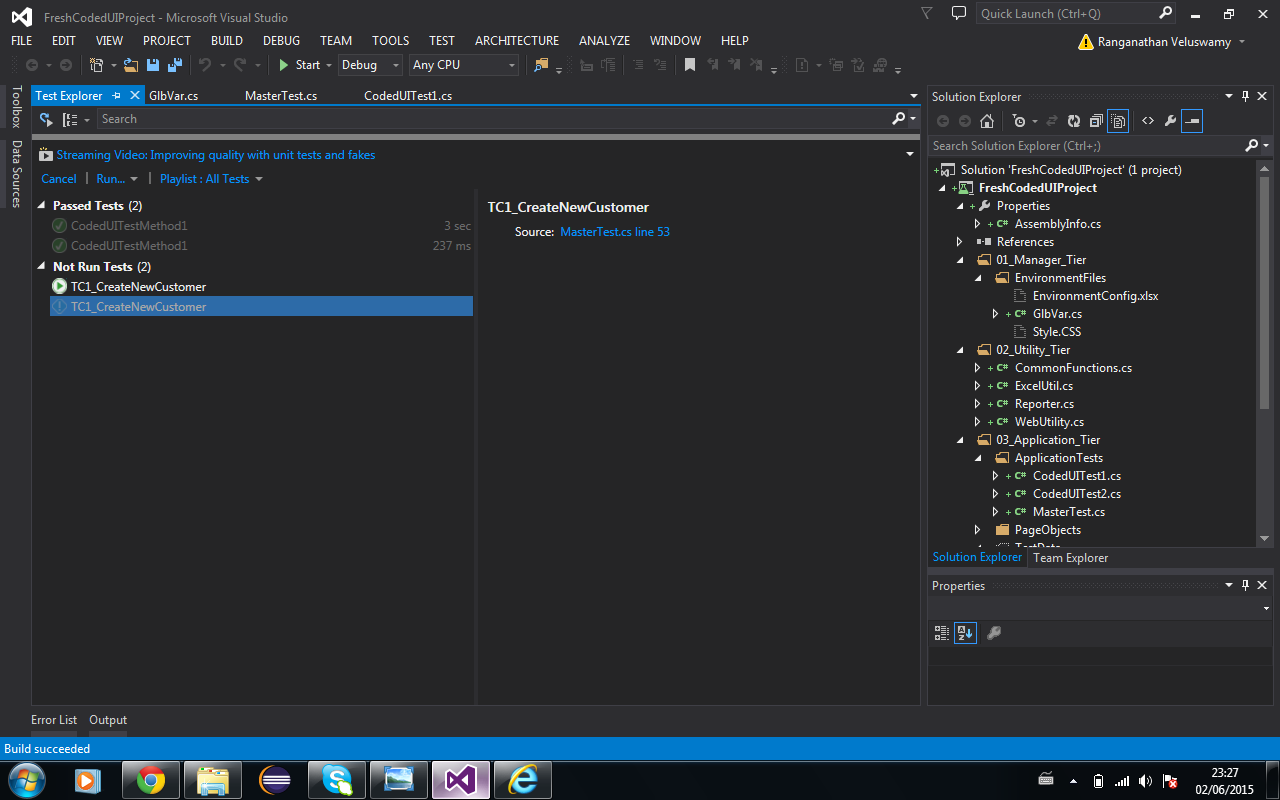 FreshCodedUIProject - Microsoft Visual Studio
Quick Launch (Ctrl+Q)
FILE EDIT VIEW PROJECT BUILD DEBUG TEAM TOOLS TEST ARCHITECTURE ANALYZE WINDOW HELP
Ranganathan Veluswamy
Start Debug Any CPU
Toolbox
Data Sources
Test Explorer GlbVar.cs MasterTest.cs CodedUITest1.cs
Search
Streaming Video: Improving quality with unit tests and fakes
Cancel | Run... | Playlist : All Tests
Passed Tests (2)
CodedUITestMethod1 3 sec
CodedUITestMethod1 237 ms
Not Run Tests (2)
TC1_CreateNewCustomer
TC1_CreateNewCustomer
TC1_CreateNewCustomer
Source: MasterTest.cs line 53
Solution Explorer
Search Solution Explorer (Ctrl+;)
Solution 'FreshCodedUIProject' (1 project)
FreshCodedUIProject
Properties
AssemblyInfo.cs
References
01_Manager_Tier
EnvironmentFiles
EnvironmentConfig.xlsx
GlbVar.cs
Style.CSS
02_Utility_Tier
CommonFunctions.cs
ExcelUtil.cs
Reporter.cs
WebUtility.cs
03_Application_Tier
ApplicationTests
CodedUITest1.cs
CodedUITest2.cs
MasterTest.cs
PageObjects
TestData
Solution Explorer Team Explorer
Properties
Error List Output
Build succeeded
23:27
02/06/2015